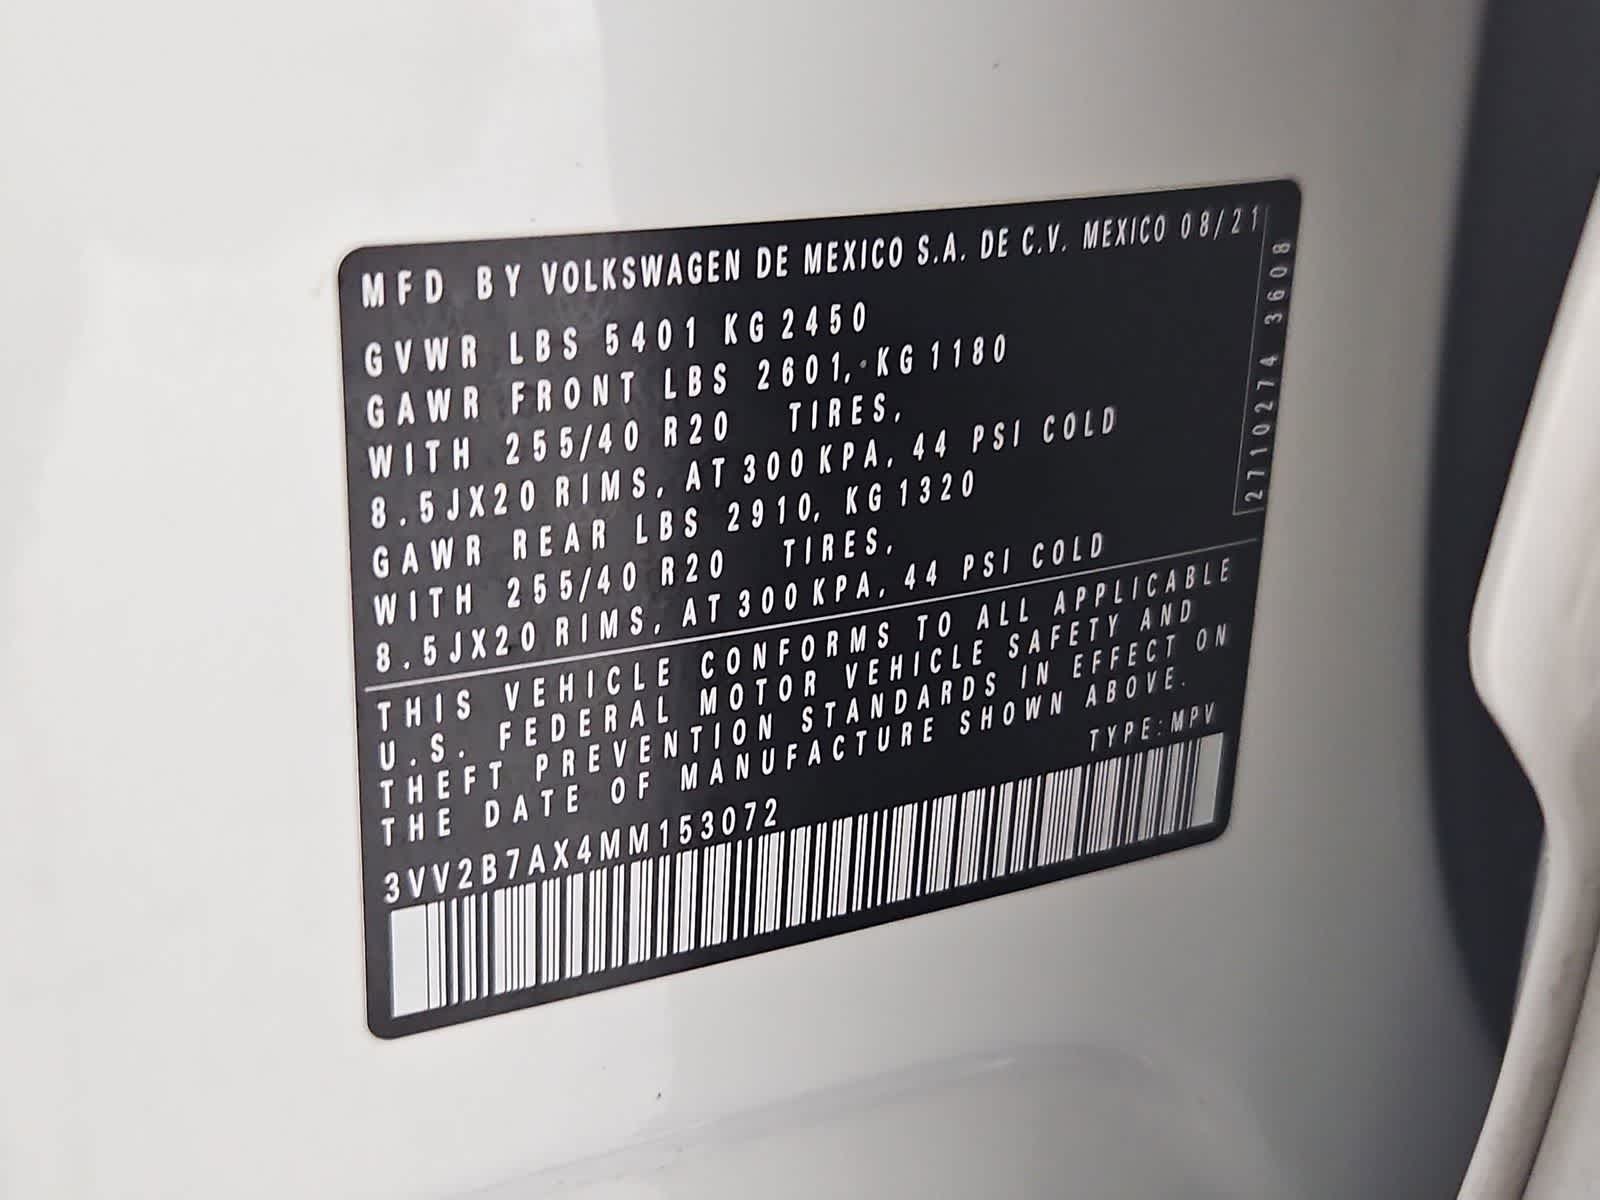 MFD BY VOLKSWAGEN DE MEXICO S.A. DE C.V. MEXICO 08/21
GVWR LBS 5401 KG 2450
GAWR FRONT LBS 2601, KG 1180
WITH 255/40 R20 TIRES,
8.5JX20 RIMS, AT 300 KPA, 44 PSI COLD
GAWR REAR LBS 2910, KG 1320
WITH 255/40 R20 TIRES,
8.5JX20 RIMS, AT 300 KPA, 44 PSI COLD
THIS VEHICLE CONFORMS TO ALL APPLICABLE
U.S. FEDERAL MOTOR VEHICLE SAFETY AND
THEFT PREVENTION STANDARDS IN EFFECT ON
THE DATE OF MANUFACTURE SHOWN ABOVE.
TYPE: MPV
3VV2B7AX4MM153072
2710274 3608